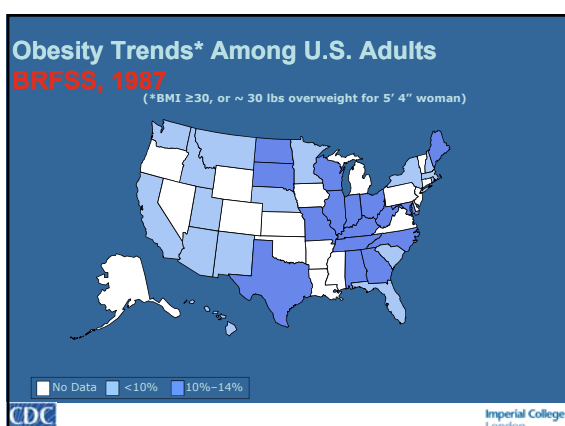 Obesity Trends* Among U.S. Adults
BRFSS, 1987
(*BMI ≥30, or ~ 30 lbs overweight for 5' 4" woman)
No Data <10% 10%–14%
CDC
Imperial College
London